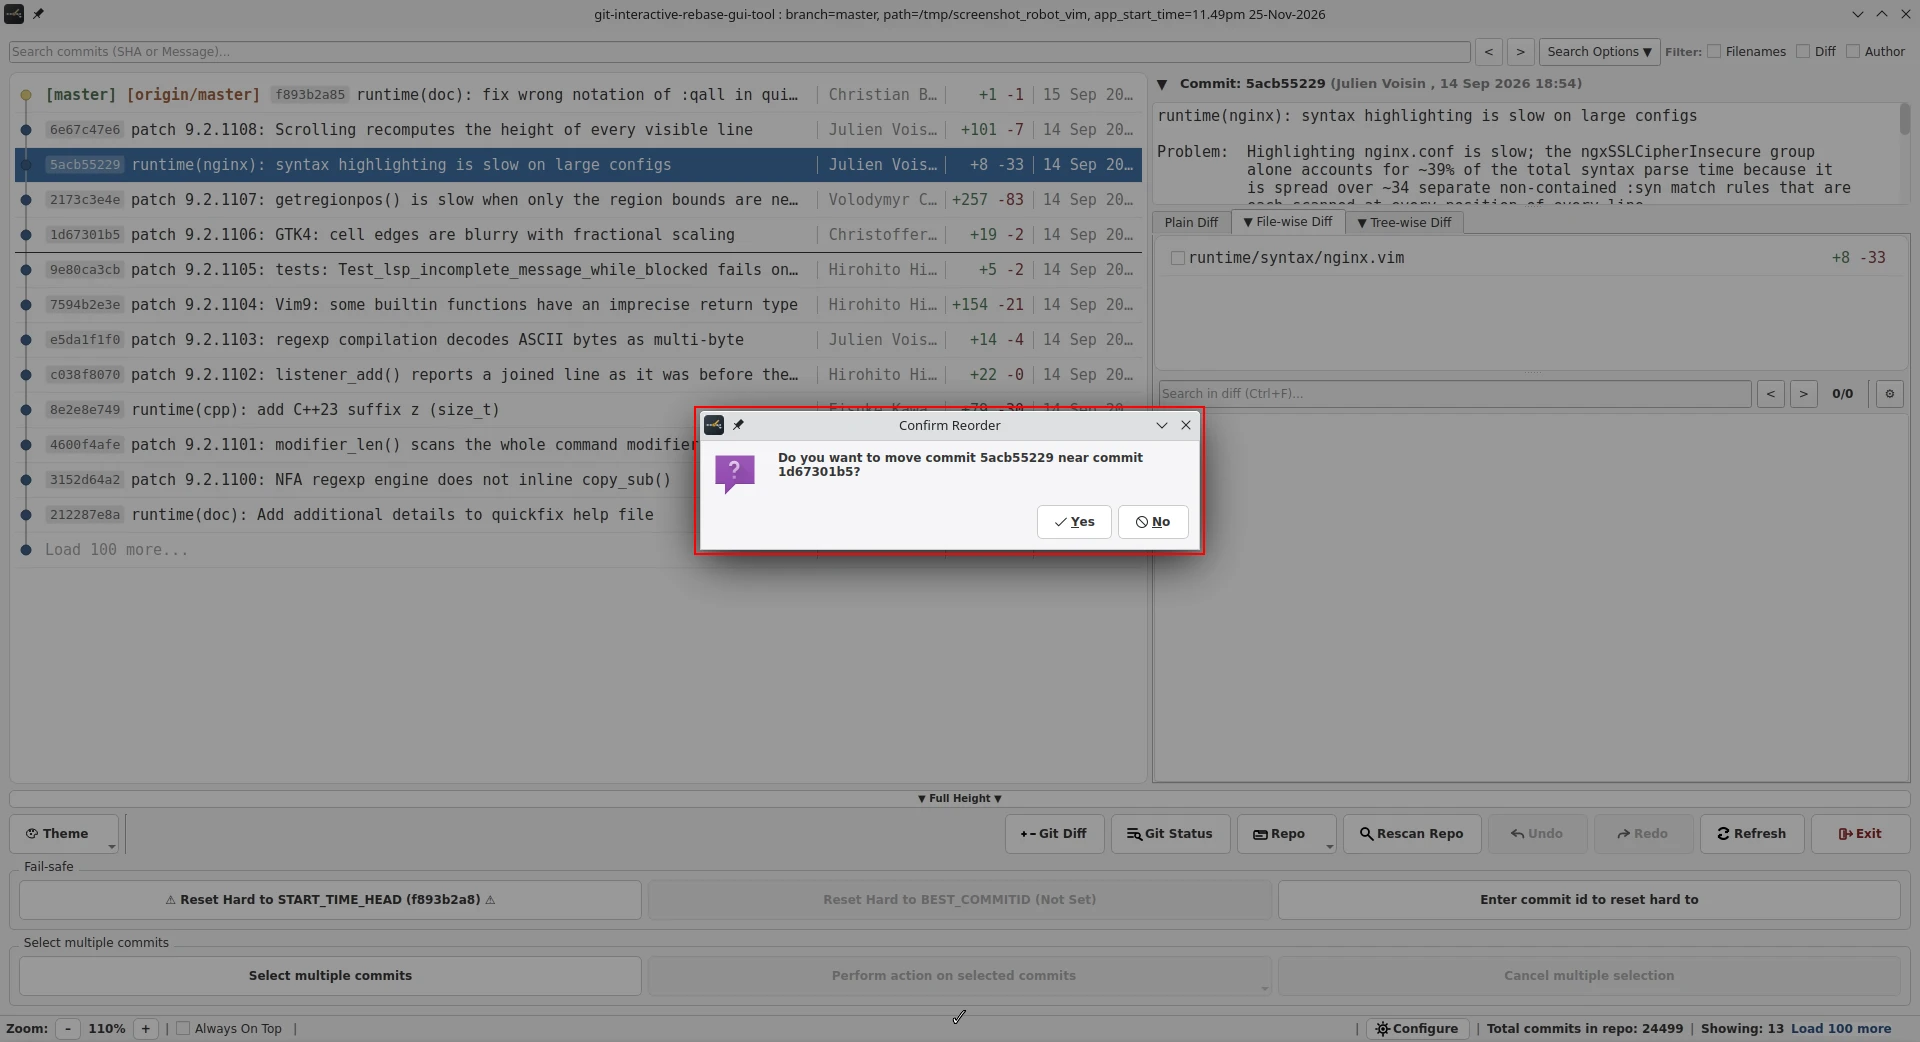 git-interactive-rebase-gui-tool : branch=master, path=/tmp/screenshot_robot_vim, app_start_time=11.49pm 25-Nov-2026
Search commits (SHA or Message)...
< > Search Options ▼ Filter: Filenames Diff Author
[master] [origin/master] f893b2a85 runtime(doc): fix wrong notation of :qall in qui… Christian B… +1 -1 15 Sep 20…
6e67c47e6 patch 9.2.1108: Scrolling recomputes the height of every visible line Julien Vois… +101 -7 14 Sep 20…
5acb55229 runtime(nginx): syntax highlighting is slow on large configs Julien Vois… +8 -33 14 Sep 20…
2173c3e4e patch 9.2.1107: getregionpos() is slow when only the region bounds are ne… Volodymyr C… +257 -83 14 Sep 20…
1d67301b5 patch 9.2.1106: GTK4: cell edges are blurry with fractional scaling Christoffer… +19 -2 14 Sep 20…
9e80ca3cb patch 9.2.1105: tests: Test_lsp_incomplete_message_while_blocked fails on… Hirohito Hi… +5 -2 14 Sep 20…
7594b2e3e patch 9.2.1104: Vim9: some builtin functions have an imprecise return type Hirohito Hi… +154 -21 14 Sep 20…
e5da1f1f0 patch 9.2.1103: regexp compilation decodes ASCII bytes as multi-byte Julien Vois… +14 -4 14 Sep 20…
c038f8070 patch 9.2.1102: listener_add() reports a joined line as it was before the… Hirohito Hi… +22 -0 14 Sep 20…
8e2e8e749 runtime(cpp): add C++23 suffix z (size_t)
4600f4afe patch 9.2.1101: modifier_len() scans the whole command modifier
3152d64a2 patch 9.2.1100: NFA regexp engine does not inline copy_sub()
212287e8a runtime(doc): Add additional details to quickfix help file
Load 100 more...
▼ Commit: 5acb55229 (Julien Voisin , 14 Sep 2026 18:54)
runtime(nginx): syntax highlighting is slow on large configs
Problem: Highlighting nginx.conf is slow; the ngxSSLCipherInsecure group
alone accounts for ~39% of the total syntax parse time because it
is spread over ~34 separate non-contained :syn match rules that are
each scanned at every position of every line
Plain Diff ▼ File-wise Diff ▼ Tree-wise Diff
runtime/syntax/nginx.vim +8 -33
Search in diff (Ctrl+F)... < > 0/0
Confirm Reorder
Do you want to move commit 5acb55229 near commit
1d67301b5?
Yes No
▼ Full Height ▼
Theme +- Git Diff Git Status Repo Rescan Repo Undo Redo Refresh Exit
Fail-safe
⚠ Reset Hard to START_TIME_HEAD (f893b2a8) ⚠ Reset Hard to BEST_COMMITID (Not Set) Enter commit id to reset hard to
Select multiple commits
Select multiple commits Perform action on selected commits Cancel multiple selection
Zoom: - 110% + | Always On Top | | Configure | Total commits in repo: 24499 | Showing: 13 Load 100 more